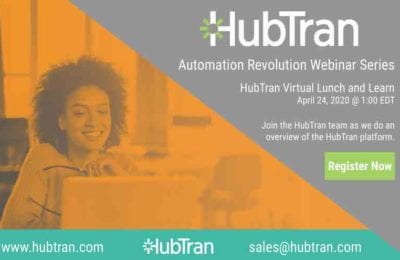 HubTran
Automation Revolution Webinar Series
HubTran Virtual Lunch and Learn
April 24, 2020 @ 1:00 EDT
Join the HubTran team as we do an
overview of the HubTran platform.
Register Now
www.hubtran.com HubTran sales@hubtran.com